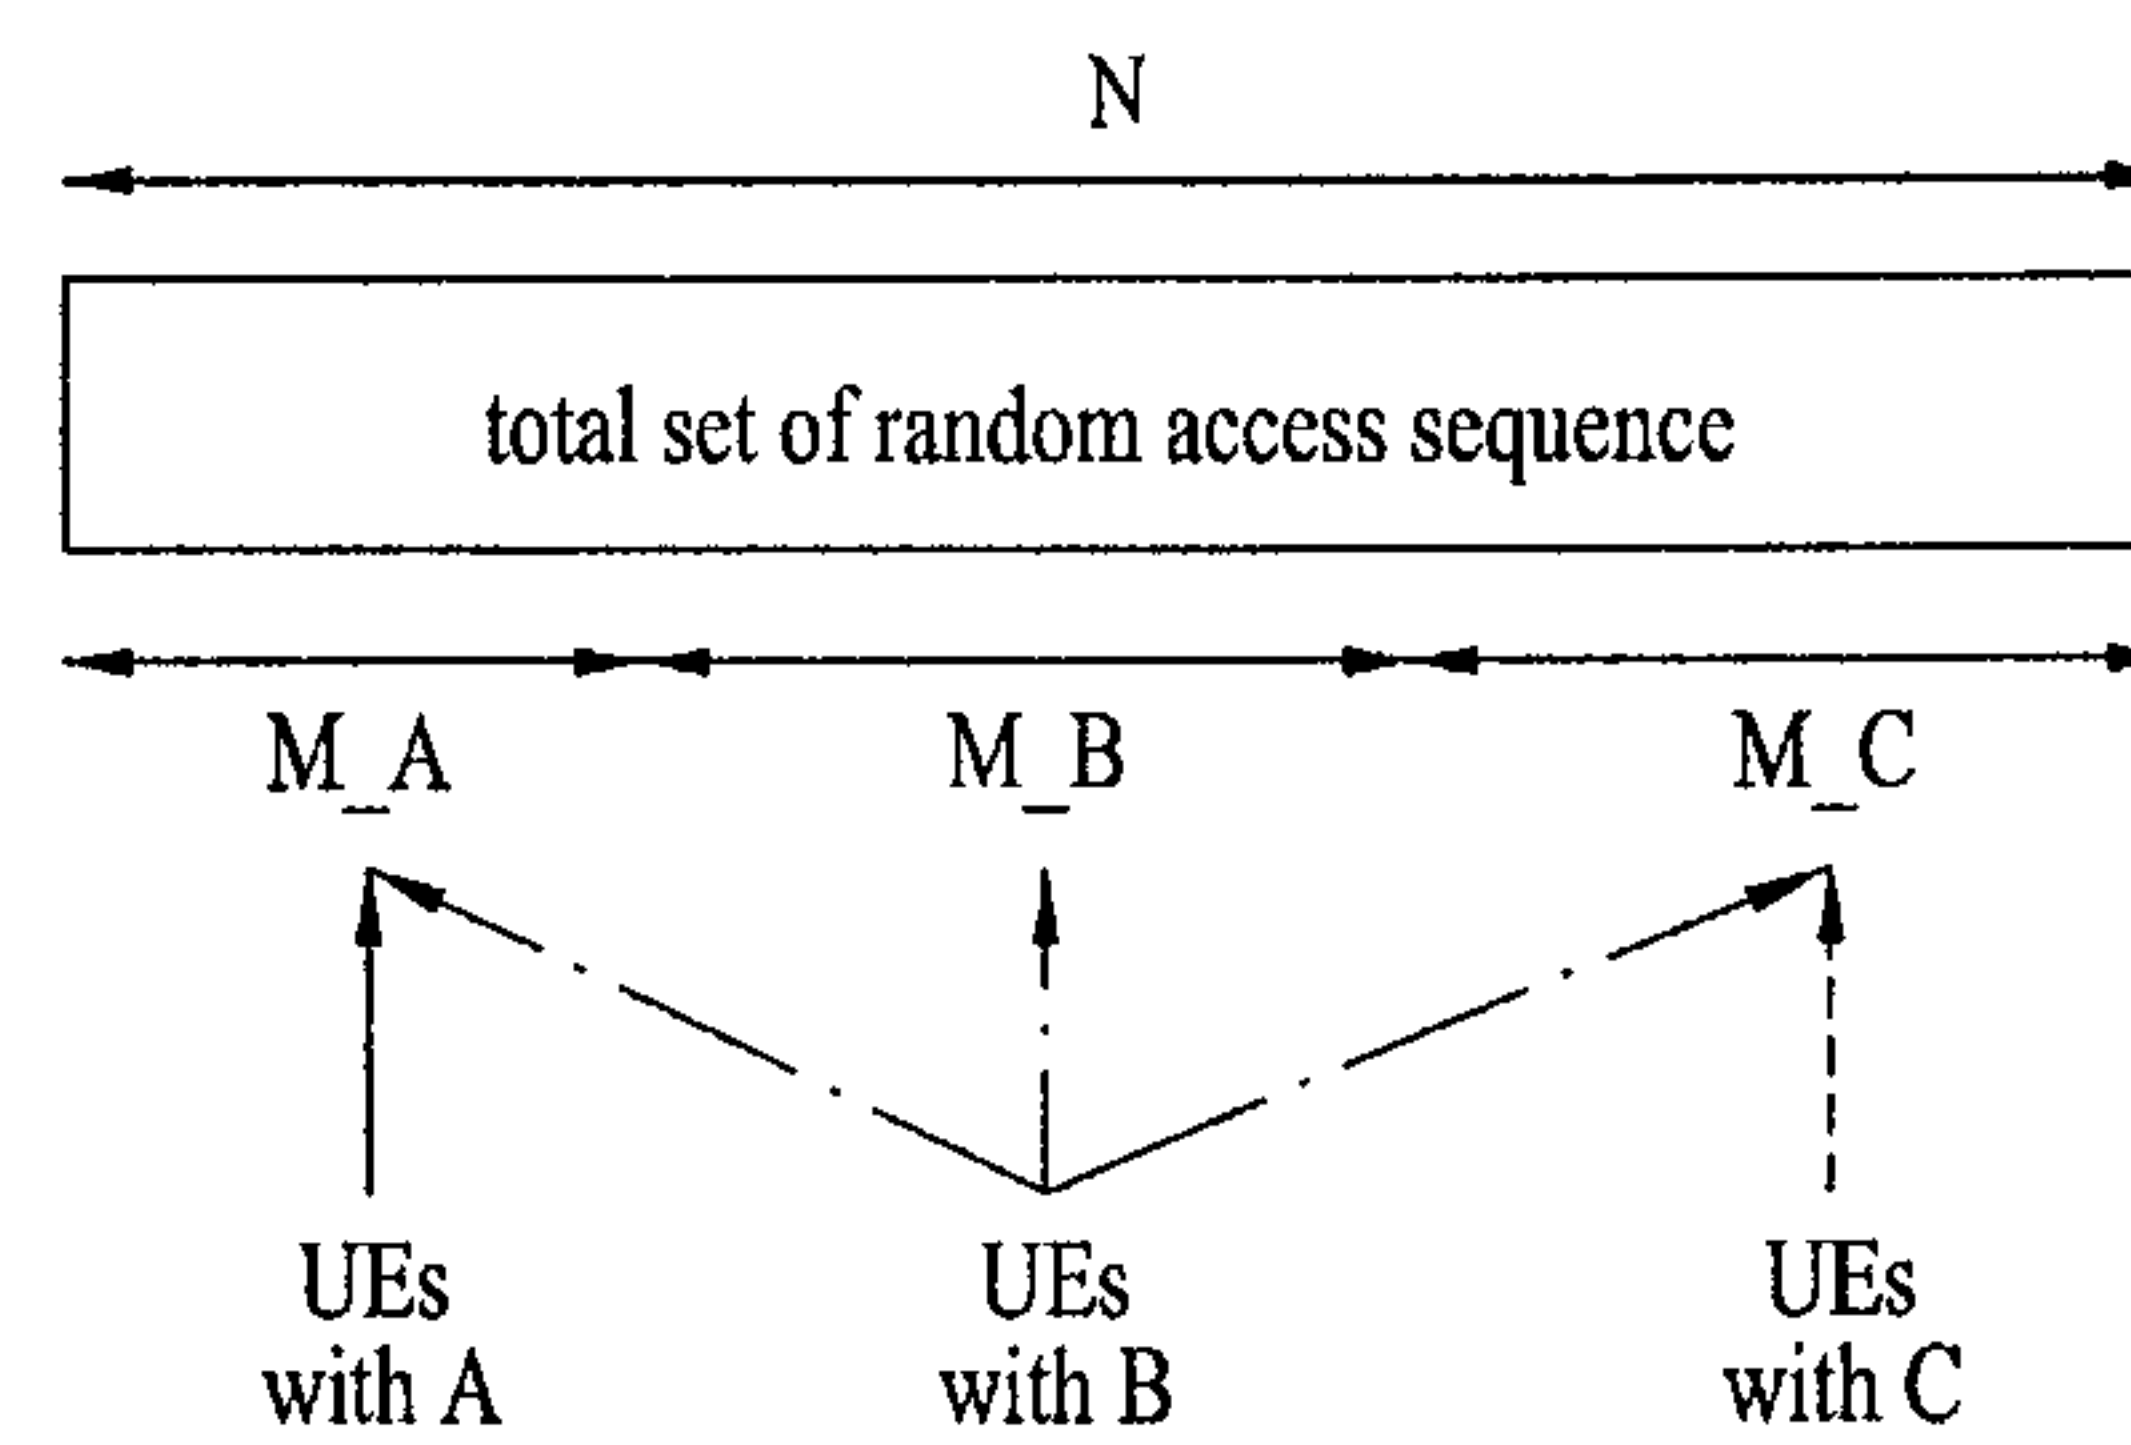 N
total set of random access sequence
M_A
M_B
M_C
UEs
with A
UEs
with B
UEs
with C